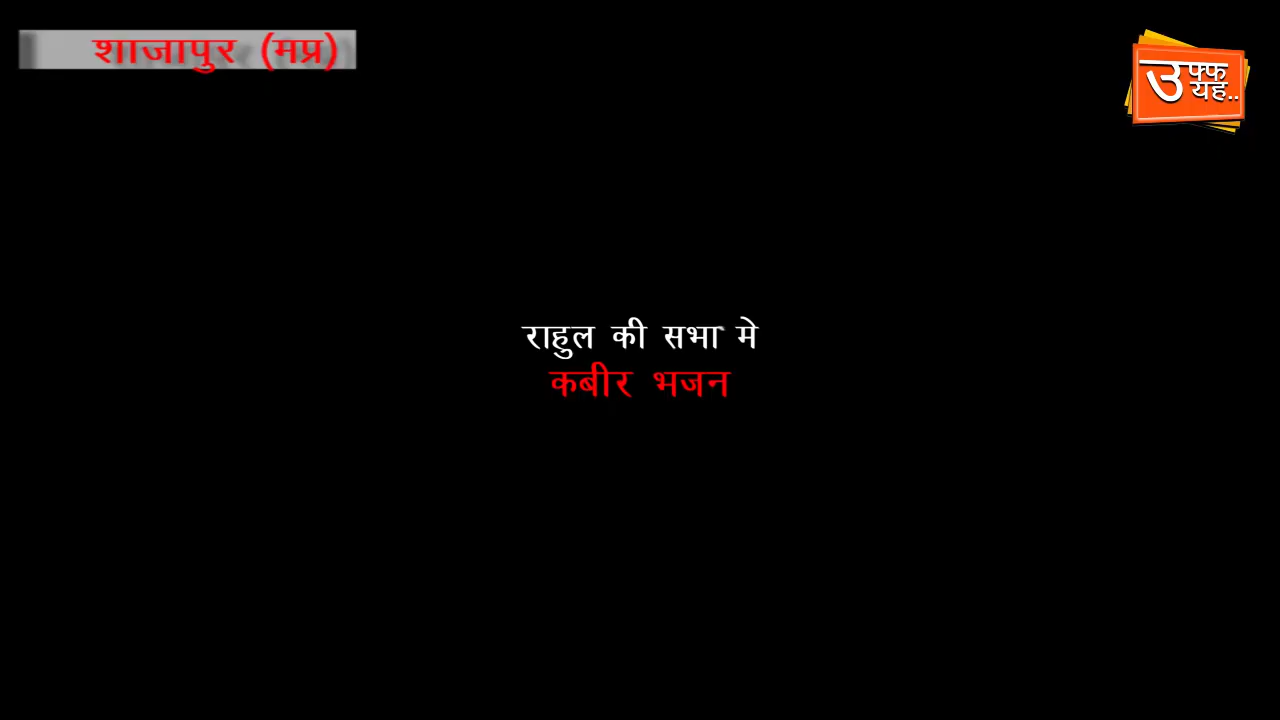 शाजापुर (मप्र)
उफ्फ
यह..
राहुल की सभा मे
कबीर भजन